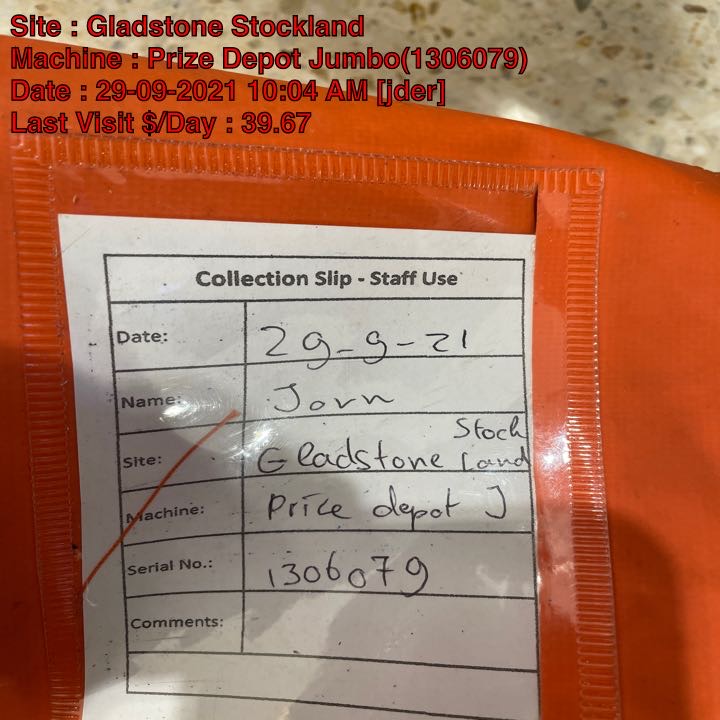 Site : Gladstone Stockland
Machine : Prize Depot Jumbo(1306079)
Date : 29-09-2021 10:04 AM [jder]
Last Visit $/Day : 39.67
Collection Slip - Staff Use
Date: 29-9-21
Name: Jorn
Site: Gladstone Stock
land
Machine: Price depot J
Serial No.: 1306079
Comments: